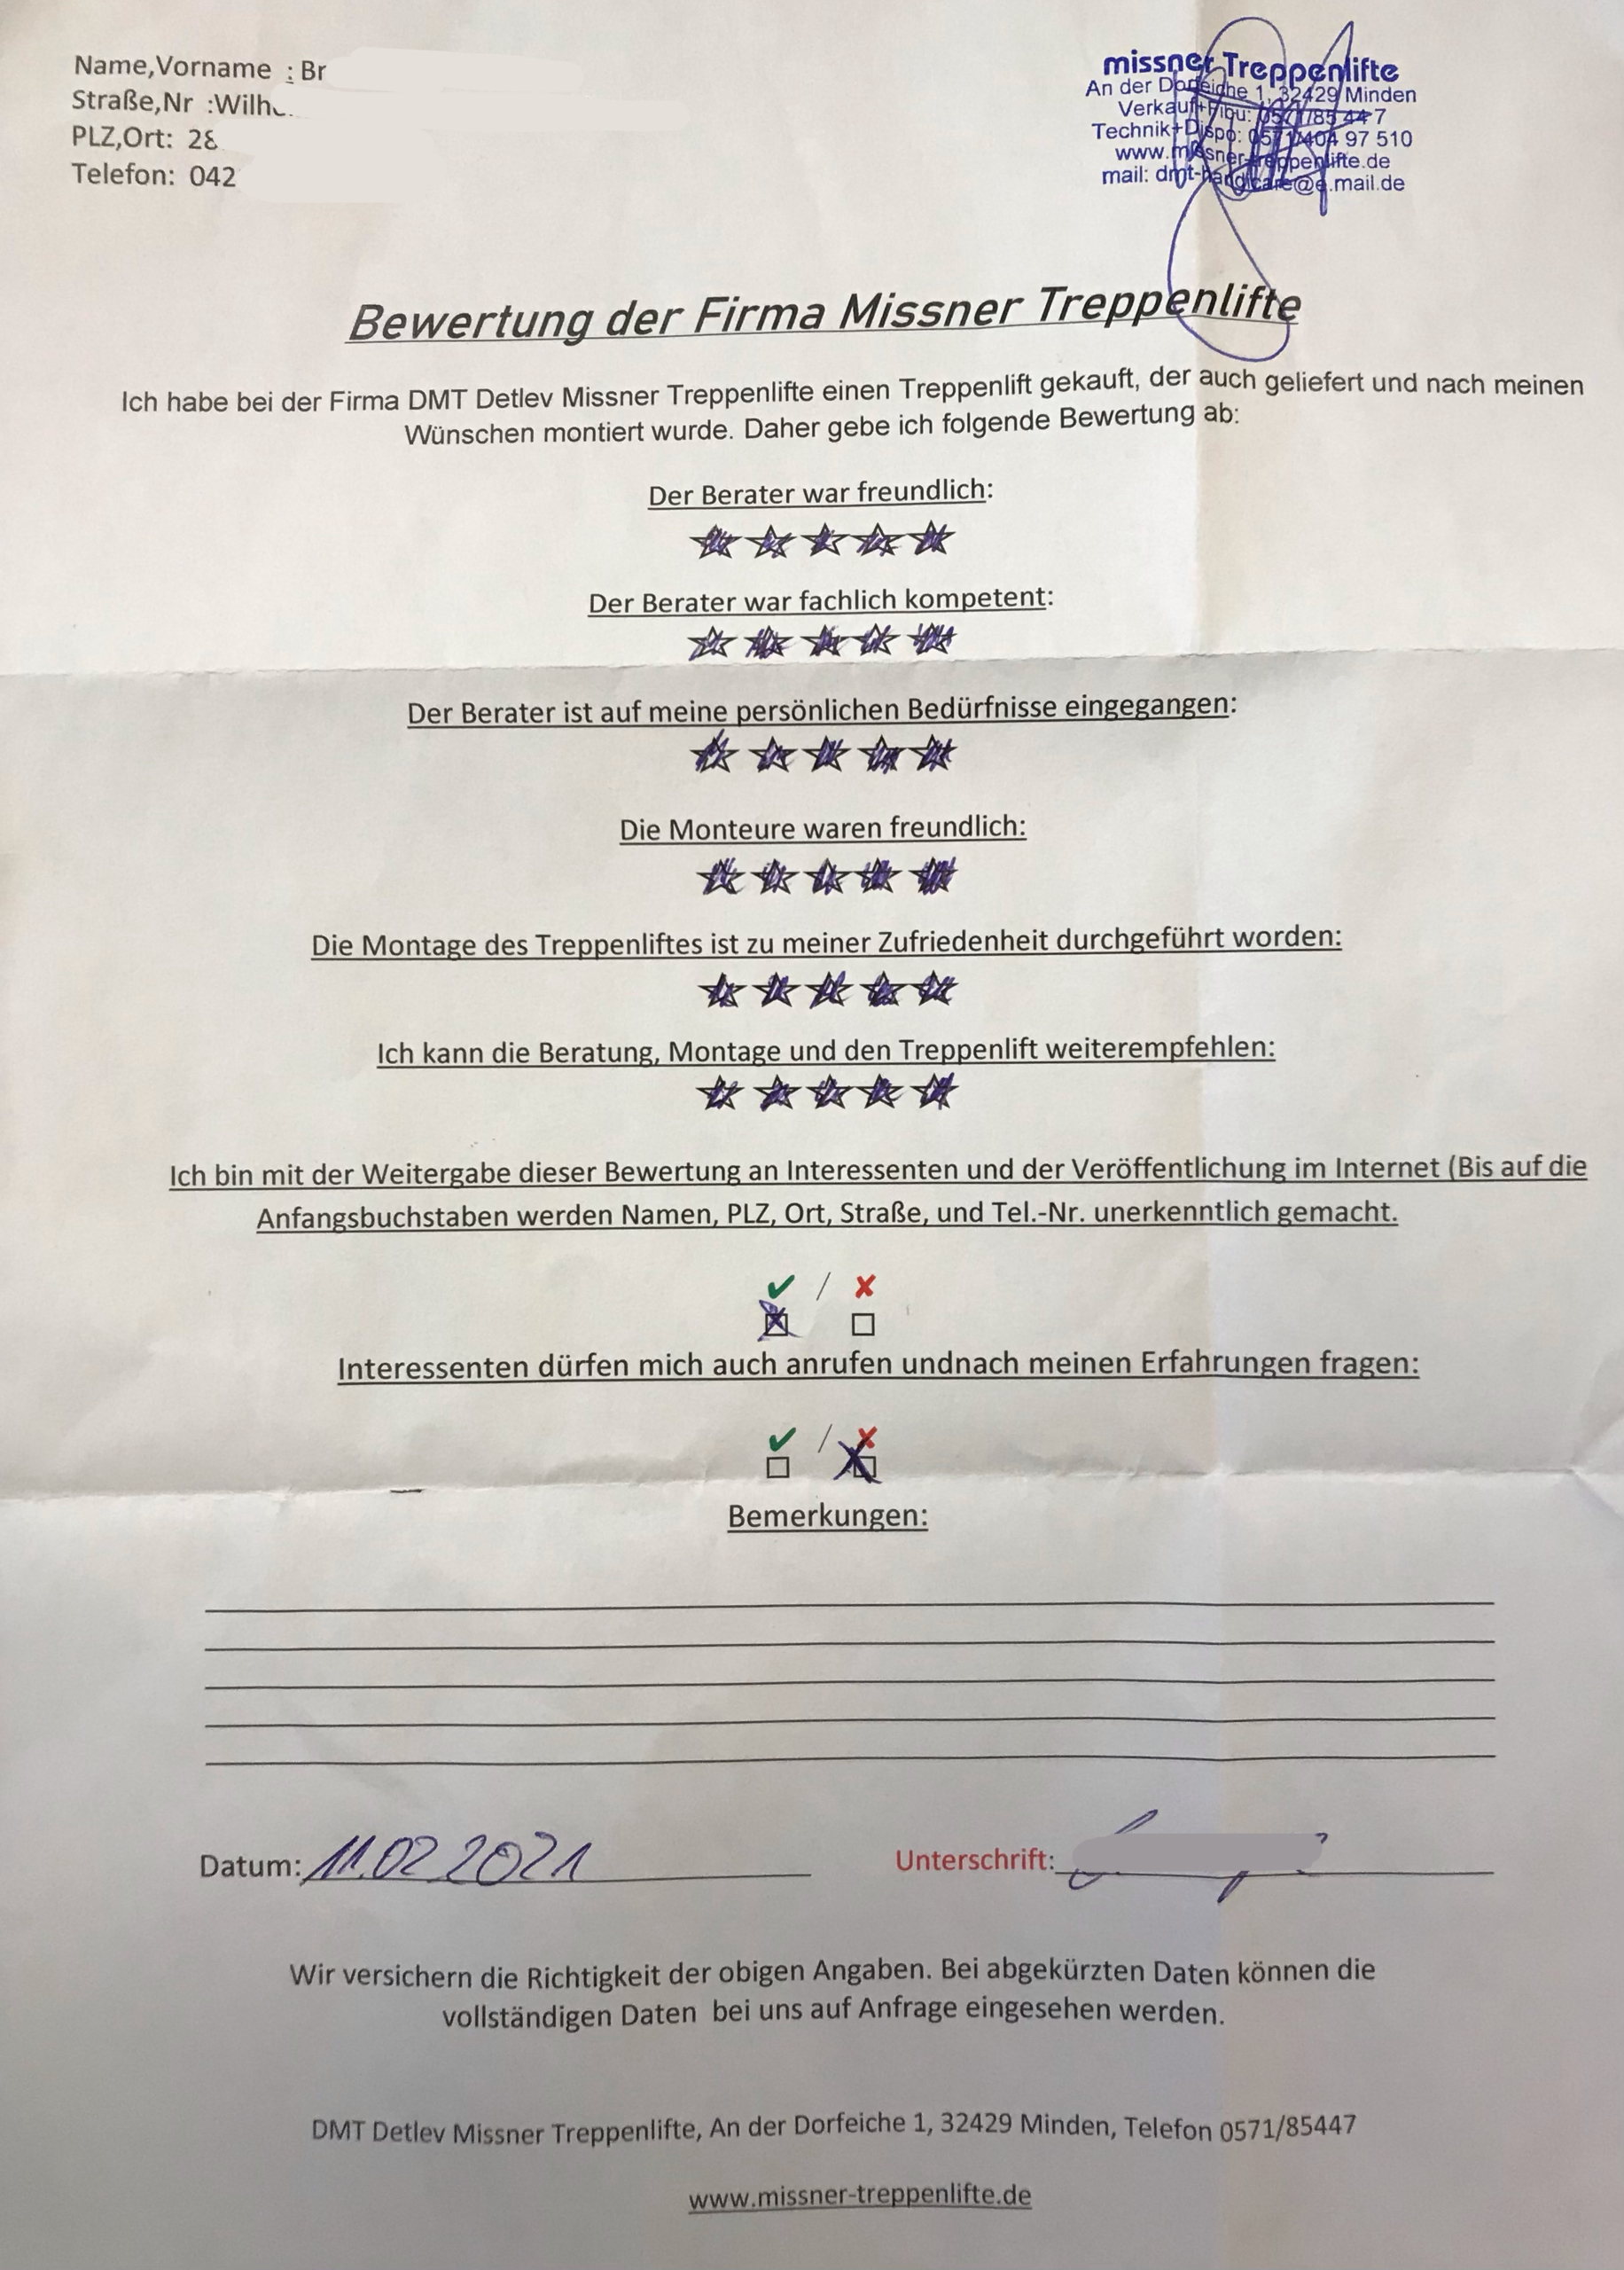 Name,Vorname : Br
Straße,Nr :Wilh
PLZ,Ort: 28
Telefon: 042
missner Treppenlifte
An der Dorfeiche 1, 32429 Minden
Verkauf+Fibu: 0571/85 44 7
Technik+Dispo: 0571/404 97 510
www.missner-treppenlifte.de
mail: dmt-handicare@e.mail.de
Bewertung der Firma Missner Treppenlifte
Ich habe bei der Firma DMT Detlev Missner Treppenlifte einen Treppenlift gekauft, der auch geliefert und nach meinen
Wünschen montiert wurde. Daher gebe ich folgende Bewertung ab:
Der Berater war freundlich:
Der Berater war fachlich kompetent:
Der Berater ist auf meine persönlichen Bedürfnisse eingegangen:
Die Monteure waren freundlich:
Die Montage des Treppenliftes ist zu meiner Zufriedenheit durchgeführt worden:
Ich kann die Beratung, Montage und den Treppenlift weiterempfehlen:
Ich bin mit der Weitergabe dieser Bewertung an Interessenten und der Veröffentlichung im Internet (Bis auf die
Anfangsbuchstaben werden Namen, PLZ, Ort, Straße, und Tel.-Nr. unerkenntlich gemacht.
✔ / ✘
Interessenten dürfen mich auch anrufen undnach meinen Erfahrungen fragen:
✔ / ✘
Bemerkungen:
Datum: 11.02.2021 Unterschrift:
Wir versichern die Richtigkeit der obigen Angaben. Bei abgekürzten Daten können die
vollständigen Daten bei uns auf Anfrage eingesehen werden.
DMT Detlev Missner Treppenlifte, An der Dorfeiche 1, 32429 Minden, Telefon 0571/85447
www.missner-treppenlifte.de